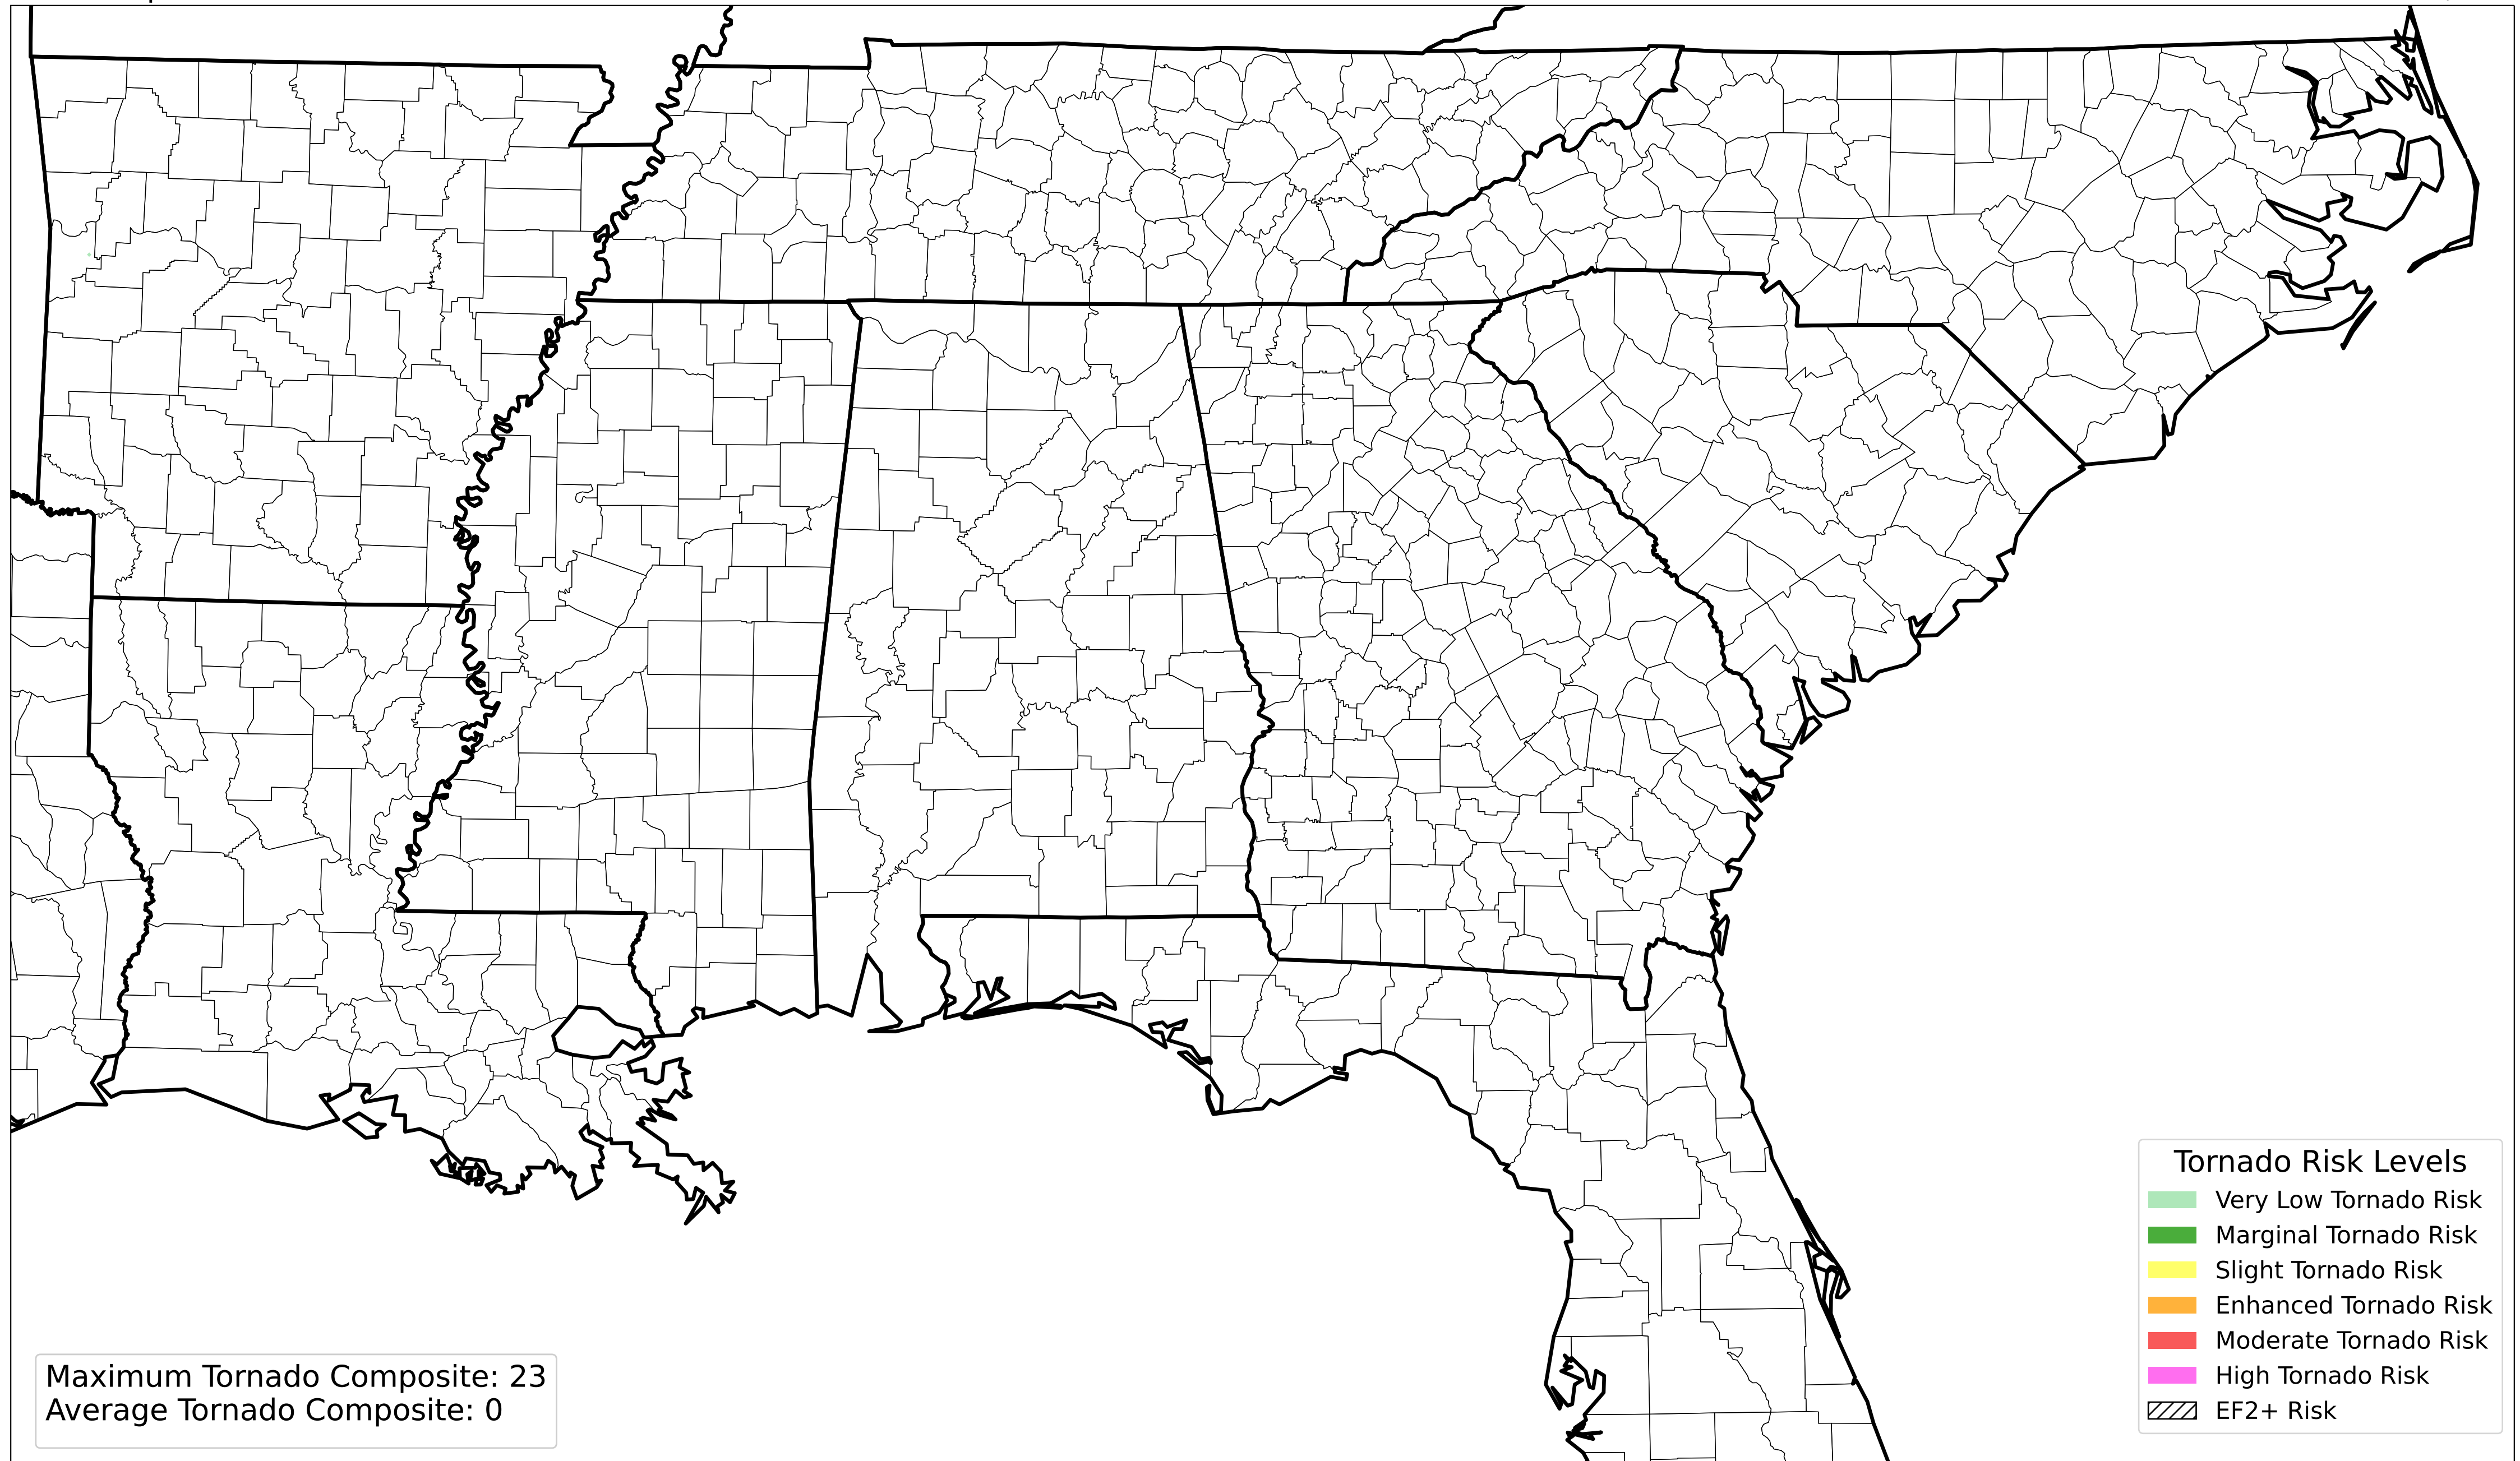 Tornado Risk Levels
Very Low Tornado Risk
Marginal Tornado Risk
Slight Tornado Risk
Enhanced Tornado Risk
Moderate Tornado Risk
High Tornado Risk
EF2+ Risk
Maximum Tornado Composite: 23
Average Tornado Composite: 0